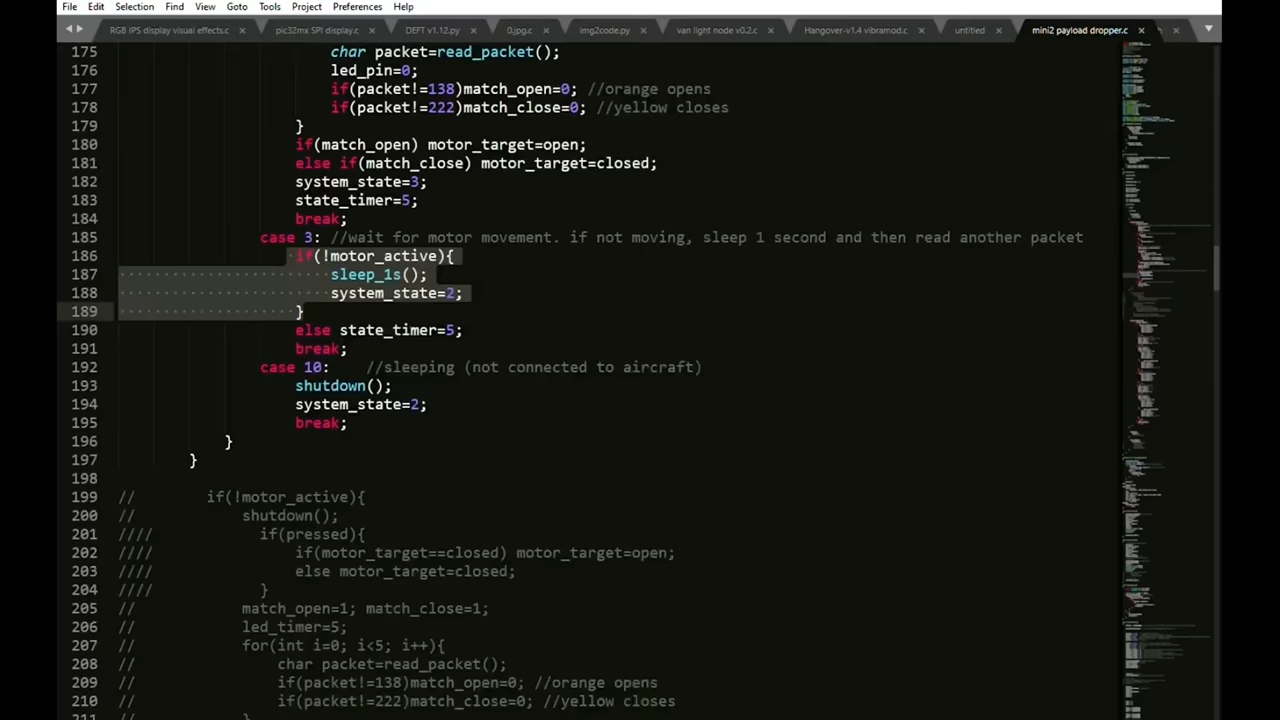 File Edit Selection Find View Goto Tools Project Preferences Help
RGB IPS display visual effects.c × pic32mx SPI display.c × DEFT v1.12.py × 0.jpg.c × img2code.py × van light node v0.2.c × Hangover-v1.4 vibramod.c × untitled × mini2 payload dropper.c × ×
175 char packet=read_packet();
176 led_pin=0;
177 if(packet!=138)match_open=0; //orange opens
178 if(packet!=222)match_close=0; //yellow closes
179 }
180 if(match_open) motor_target=open;
181 else if(match_close) motor_target=closed;
182 system_state=3;
183 state_timer=5;
184 break;
185 case 3: //wait for motor movement. if not moving, sleep 1 second and then read another packet
186 if(!motor_active){
187 sleep_1s();
188 system_state=2;
189 }
190 else state_timer=5;
191 break;
192 case 10: //sleeping (not connected to aircraft)
193 shutdown();
194 system_state=2;
195 break;
196 }
197 }
198
199 // if(!motor_active){
200 // shutdown();
201 //// if(pressed){
202 //// if(motor_target==closed) motor_target=open;
203 //// else motor_target=closed;
204 //// }
205 // match_open=1; match_close=1;
206 // led_timer=5;
207 // for(int i=0; i<5; i++){
208 // char packet=read_packet();
209 // if(packet!=138)match_open=0; //orange opens
210 // if(packet!=222)match_close=0; //yellow closes
211 // }